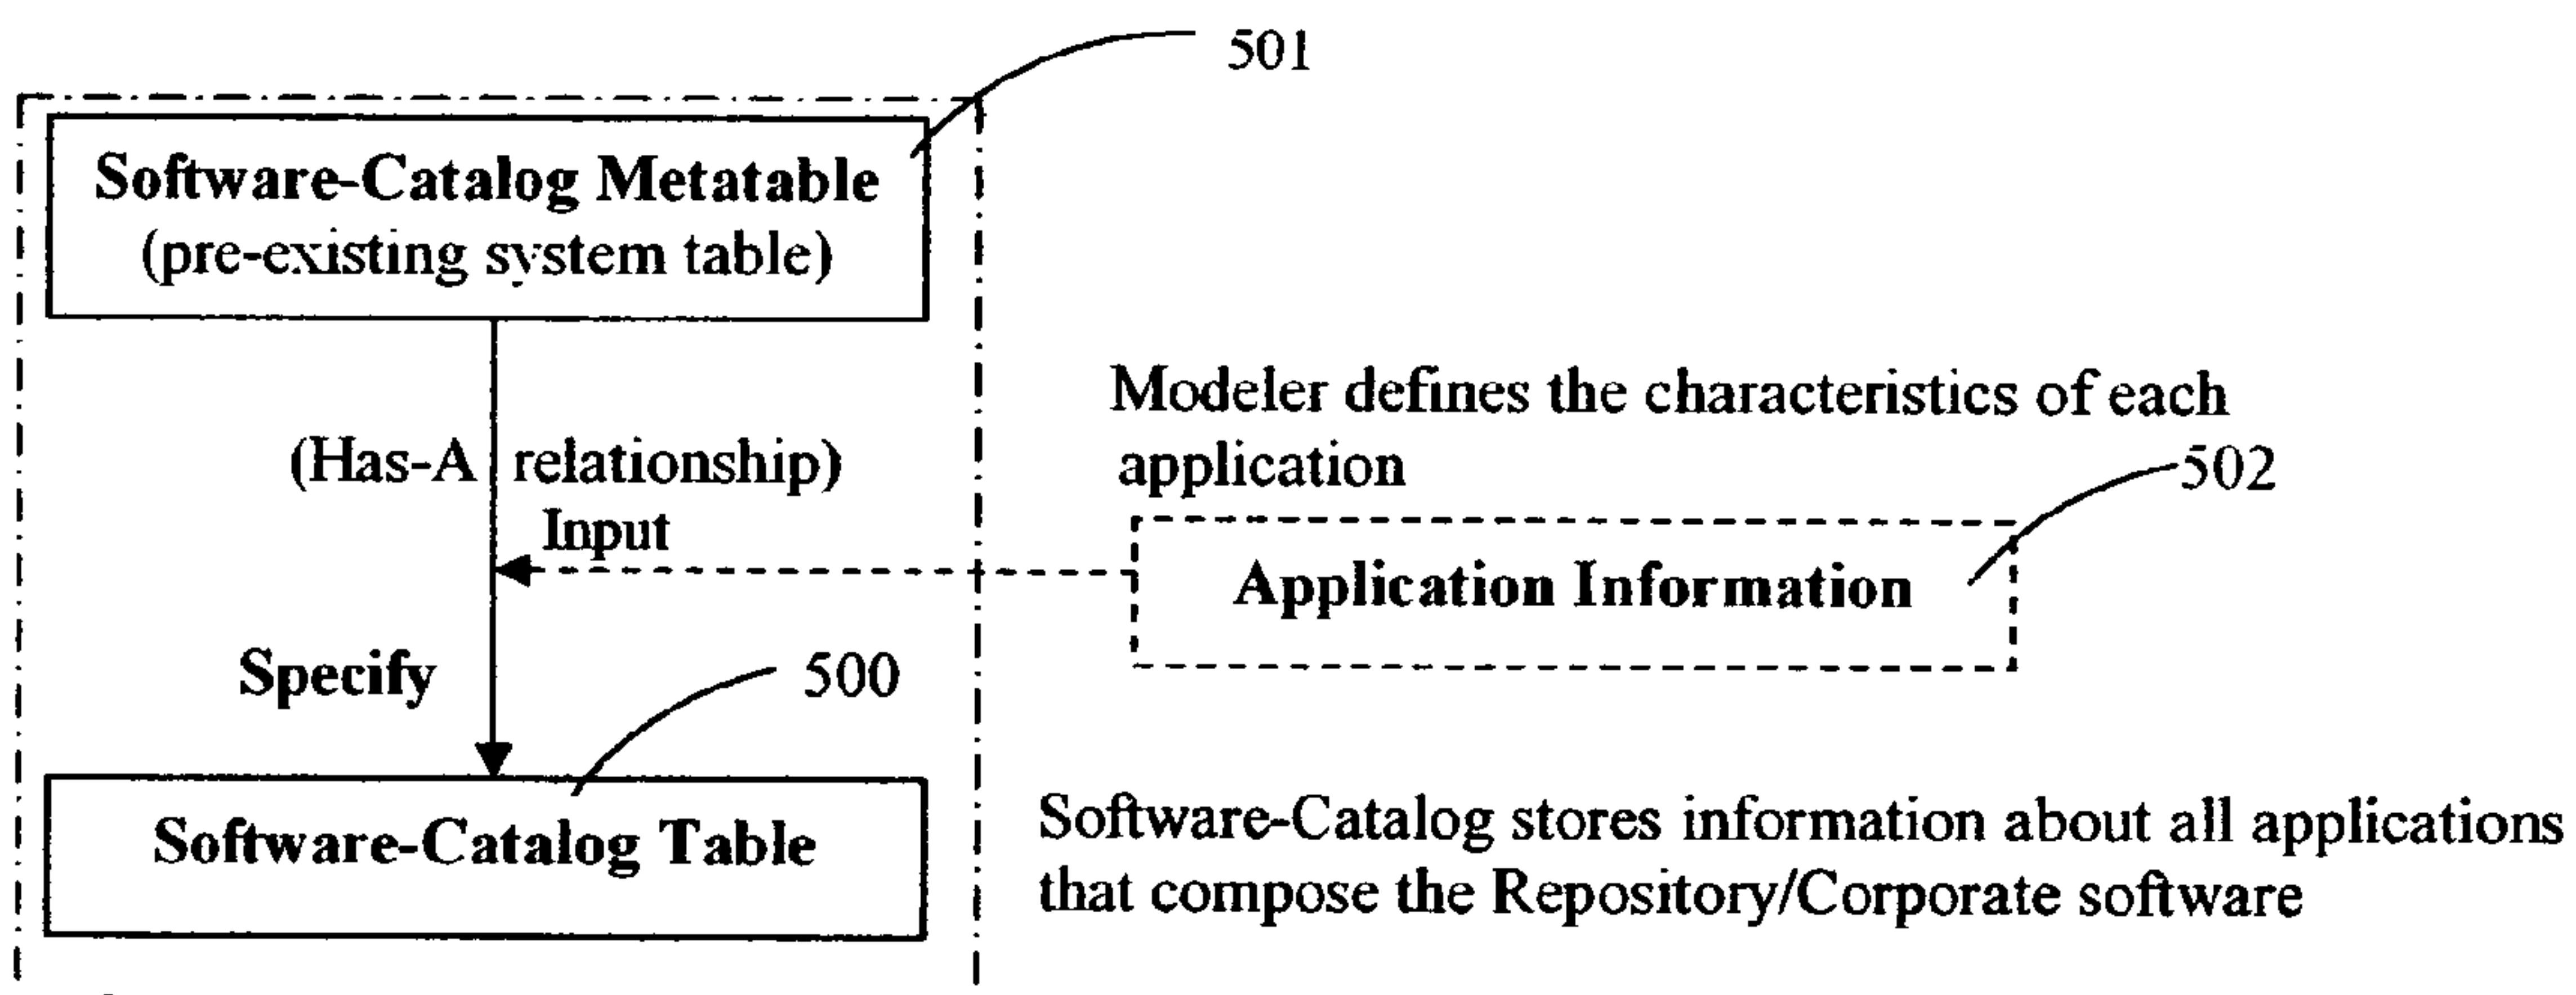 501
Software-Catalog Metatable
(pre-existing system table)
Modeler defines the characteristics of each
application
(Has-A relationship)
502
Input
Application Information
Specify
500
Software-Catalog Table
Software-Catalog stores information about all applications
that compose the Repository/Corporate software